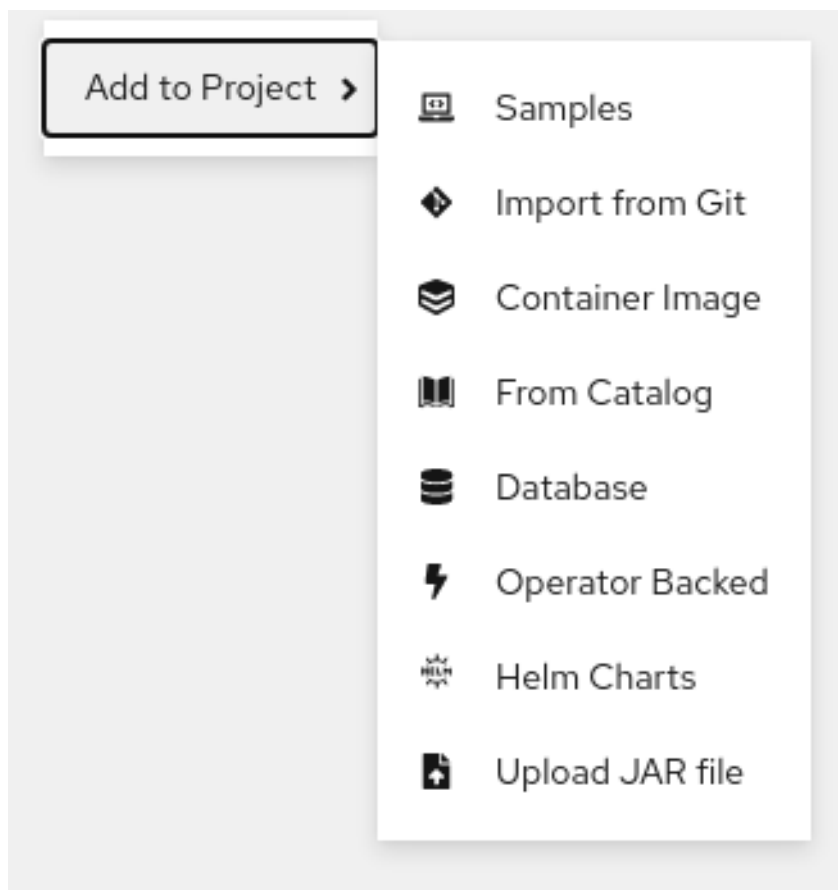 Add to Project
Samples
Import from Git
Container Image
From Catalog
Database
Operator Backed
HELM
Helm Charts
Upload JAR file